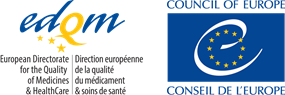 edqm
European Directorate
for the Quality
of Medicines
& HealthCare
Direction européenne
de la qualité
du médicament
& soins de santé
COUNCIL OF EUROPE
CONSEIL DE L'EUROPE